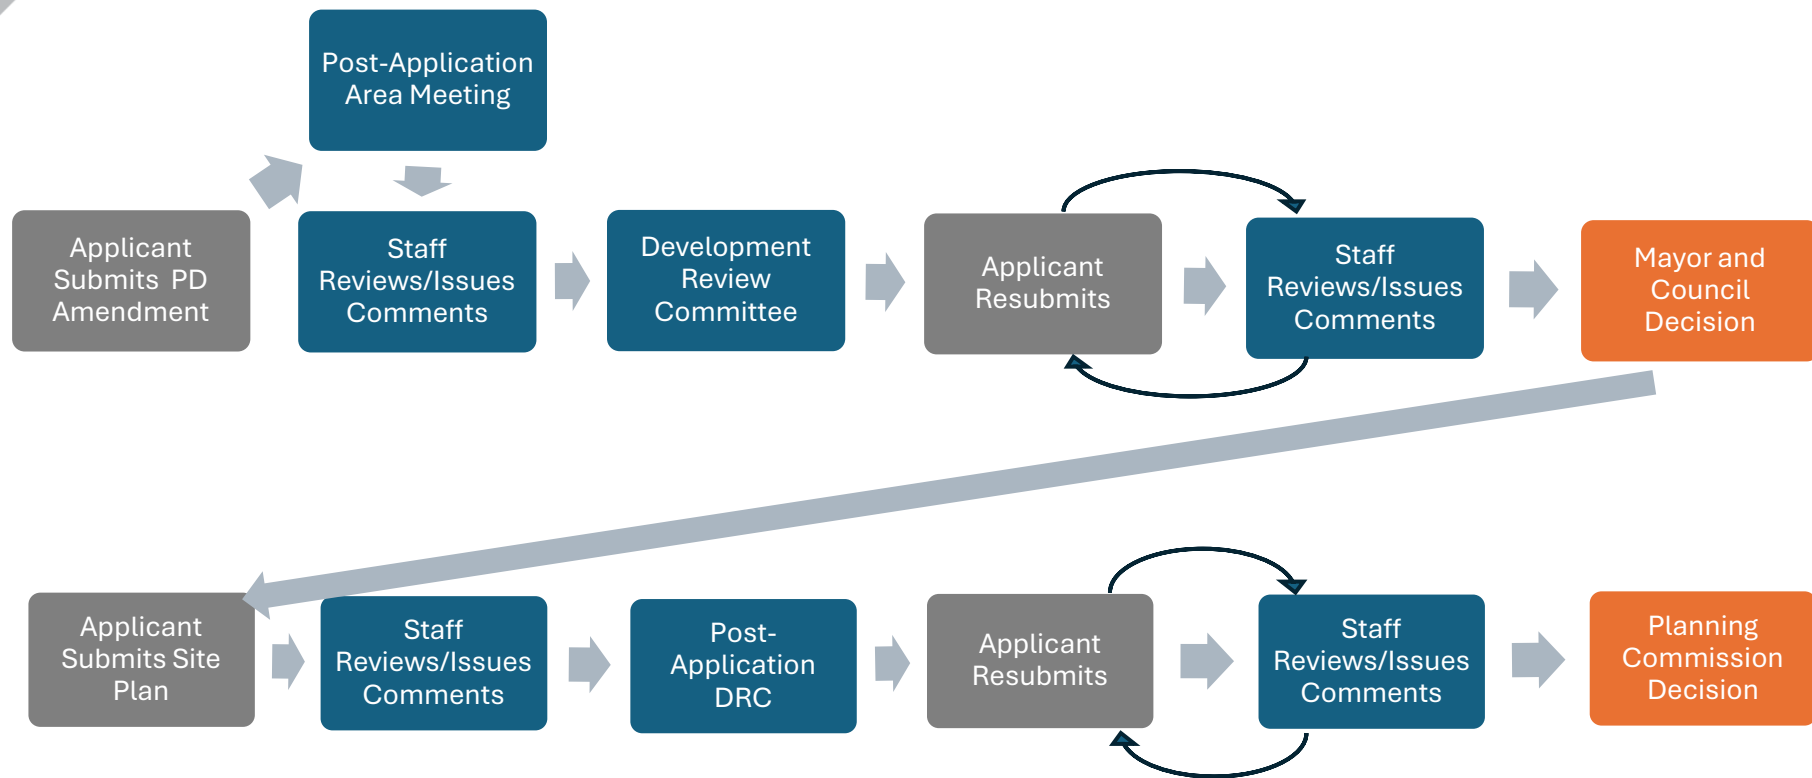 Post-Application
Area Meeting
Applicant
Submits PD
Amendment
Staff
Reviews/Issues
Comments
Development
Review
Committee
Applicant
Resubmits
Staff
Reviews/Issues
Comments
Mayor and
Council
Decision
Applicant
Submits Site
Plan
Staff
Reviews/Issues
Comments
Post-
Application
DRC
Applicant
Resubmits
Staff
Reviews/Issues
Comments
Planning
Commission
Decision